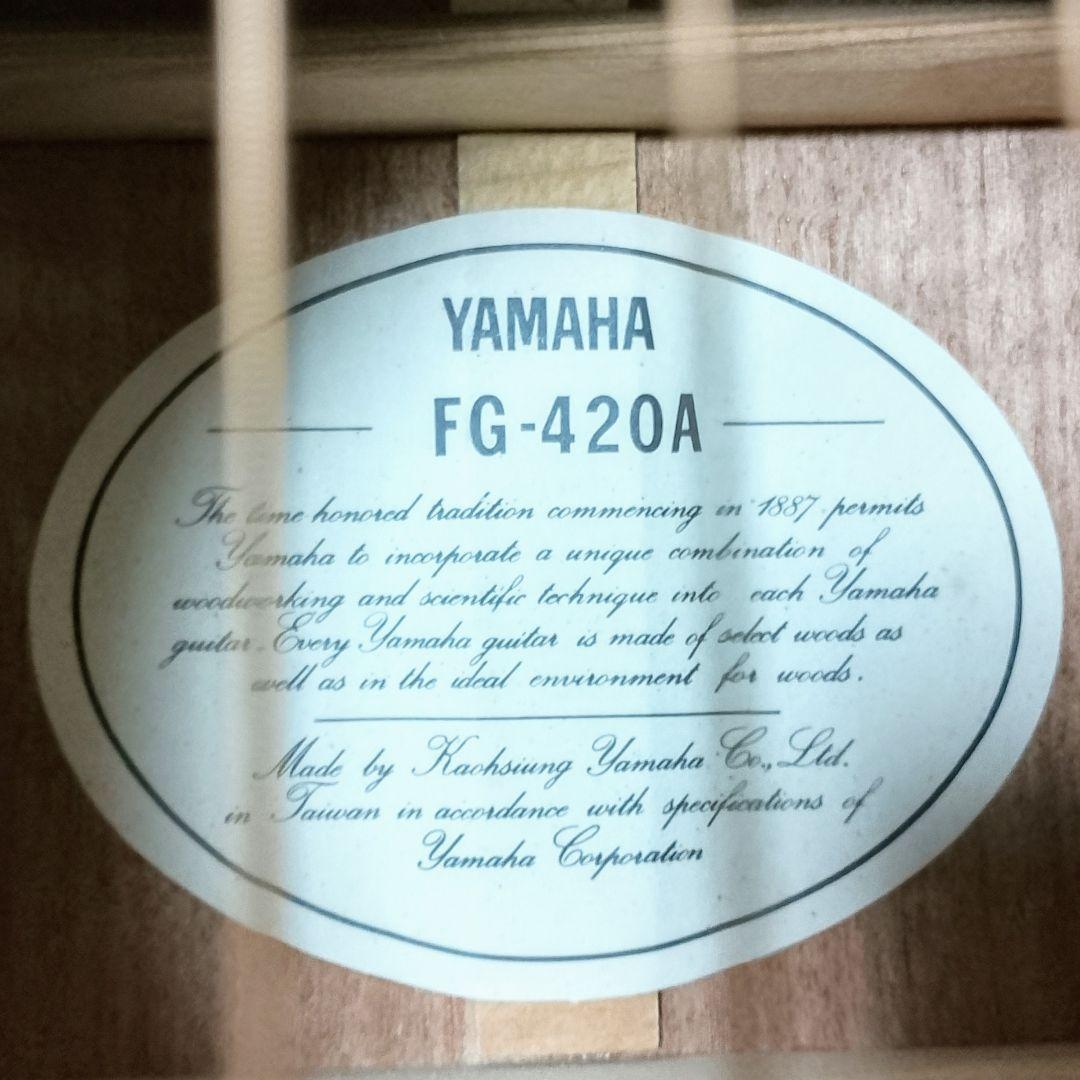 YAMAHA
FG-420A
The time honored tradition commencing in 1887 permits
Yamaha to incorporate a unique combination of
woodworking and scientific technique into each Yamaha
guitar. Every Yamaha guitar is made of select woods as
well as in the ideal environment for woods.
Made by Kaohsiung Yamaha Co., Ltd.
in Taiwan in accordance with specifications of
Yamaha Corporation